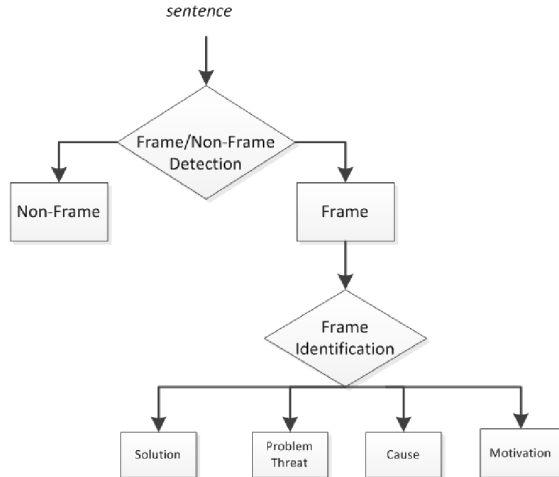 sentence
Frame/Non-Frame
Detection
Non-Frame
Frame
Frame
Identification
Solution
Problem
Threat
Cause
Motivation